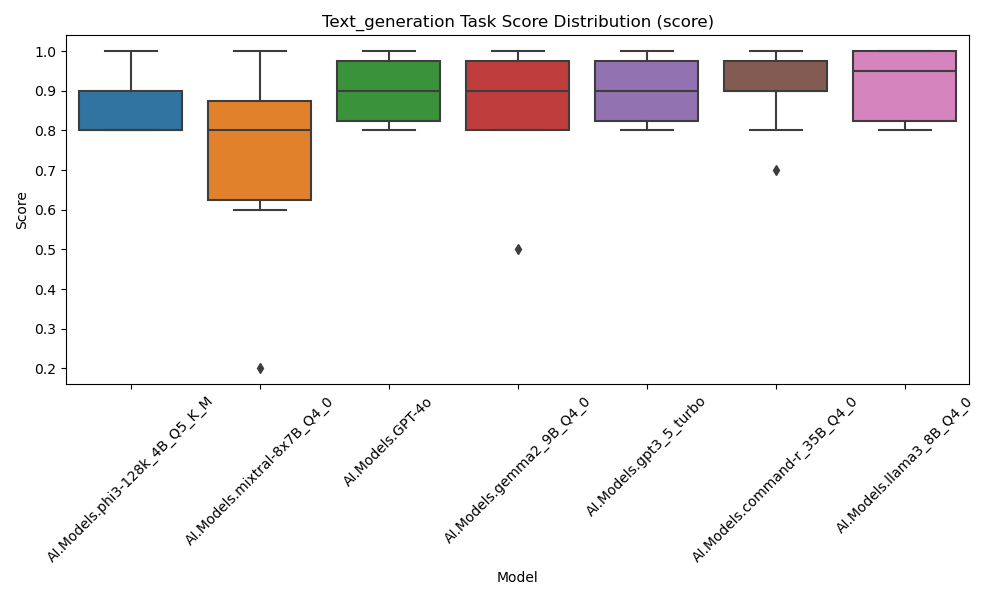 Text_generation Task Score Distribution (score)
1.0
0.9
0.8
0.7
0.6
0.5
0.4
0.3
0.2
Score
AI.Models.phi3-128k_4B_Q5_K_M
AI.Models.mixtral-8x7B_Q4_0
AI.Models.GPT-4o
AI.Models.gemma2_9B_Q4_0
AI.Models.gpt3_5_turbo
AI.Models.command-r_35B_Q4_0
AI.Models.llama3_8B_Q4_0
Model